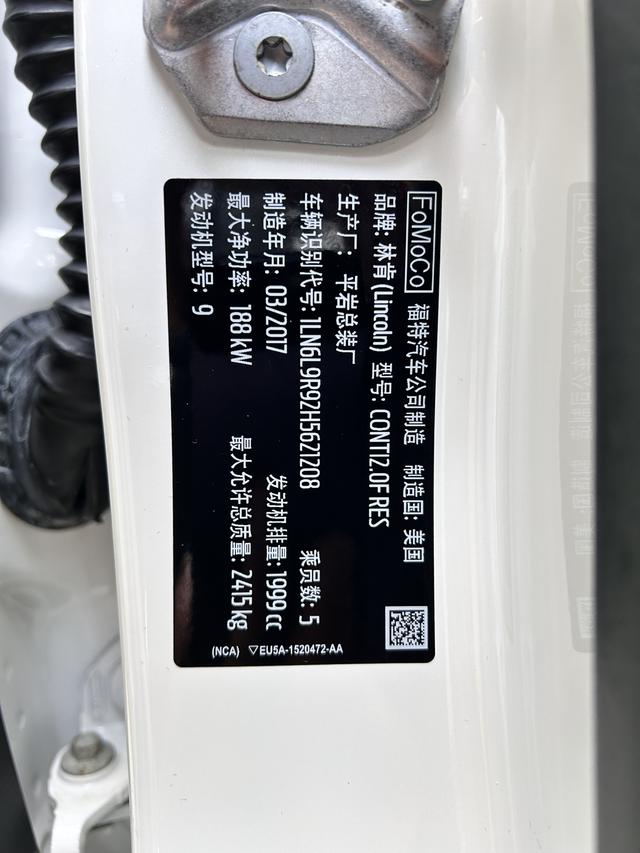 FoMoCo 福特汽车公司制造 制造国: 美国
品牌: 林肯(Lincoln) 型号: CONT12.0F RES
生产厂: 平岩总装厂
车辆识别代号: 1LN6L9R92H5621208 乘员数: 5
制造年月: 03/2017 发动机排量: 1999 cc
最大净功率: 188 kW 最大允许总质量: 2415 kg
发动机型号: 9
(NCA) ▽EU5A-1520472-AA